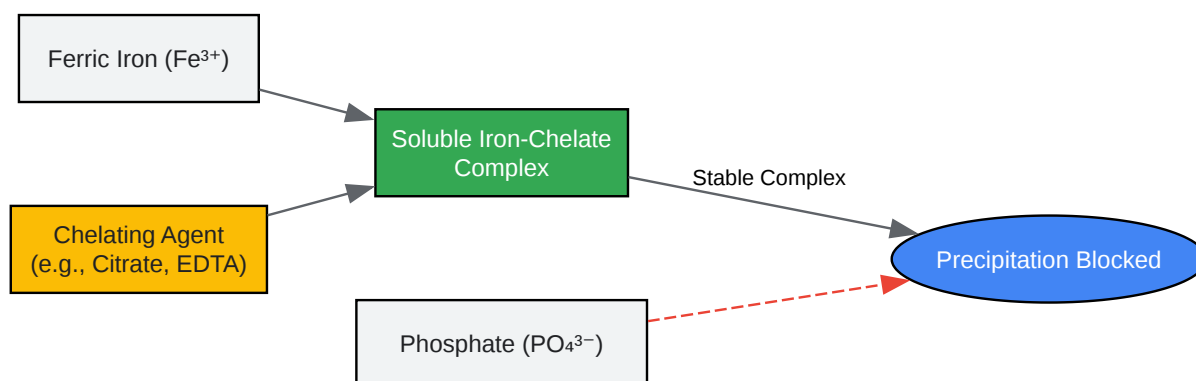 Ferric Iron (Fe³⁺)
Soluble Iron-Chelate
Complex
Stable Complex
Chelating Agent
(e.g., Citrate, EDTA)
Precipitation Blocked
Phosphate (PO₄³⁻)